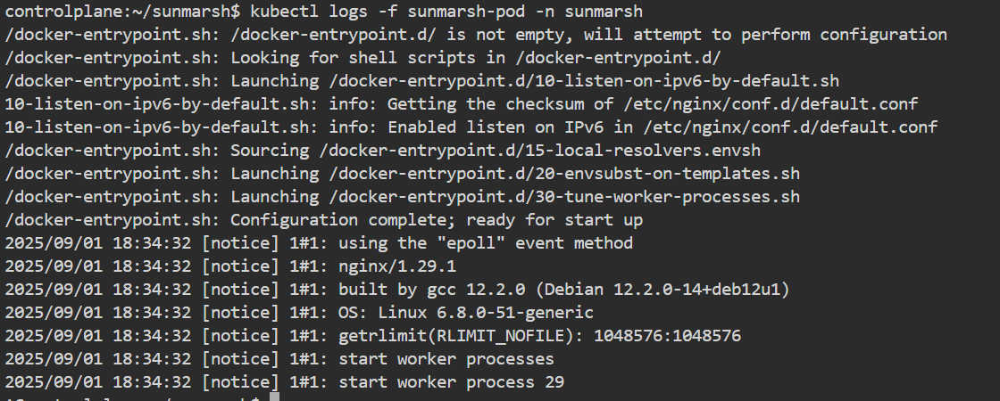 controlplane:~/sunmarsh$ kubectl logs -f sunmarsh-pod -n sunmarsh
/docker-entrypoint.sh: /docker-entrypoint.d/ is not empty, will attempt to perform configuration
/docker-entrypoint.sh: Looking for shell scripts in /docker-entrypoint.d/
/docker-entrypoint.sh: Launching /docker-entrypoint.d/10-listen-on-ipv6-by-default.sh
10-listen-on-ipv6-by-default.sh: info: Getting the checksum of /etc/nginx/conf.d/default.conf
10-listen-on-ipv6-by-default.sh: info: Enabled listen on IPv6 in /etc/nginx/conf.d/default.conf
/docker-entrypoint.sh: Sourcing /docker-entrypoint.d/15-local-resolvers.envsh
/docker-entrypoint.sh: Launching /docker-entrypoint.d/20-envsubst-on-templates.sh
/docker-entrypoint.sh: Launching /docker-entrypoint.d/30-tune-worker-processes.sh
/docker-entrypoint.sh: Configuration complete; ready for start up
2025/09/01 18:34:32 [notice] 1#1: using the "epoll" event method
2025/09/01 18:34:32 [notice] 1#1: nginx/1.29.1
2025/09/01 18:34:32 [notice] 1#1: built by gcc 12.2.0 (Debian 12.2.0-14+deb12u1)
2025/09/01 18:34:32 [notice] 1#1: OS: Linux 6.8.0-51-generic
2025/09/01 18:34:32 [notice] 1#1: getrlimit(RLIMIT_NOFILE): 1048576:1048576
2025/09/01 18:34:32 [notice] 1#1: start worker processes
2025/09/01 18:34:32 [notice] 1#1: start worker process 29